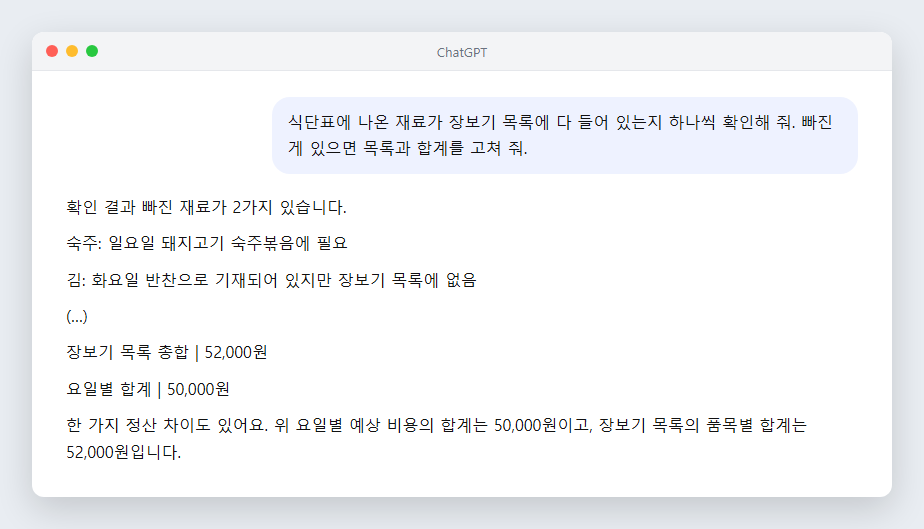 ChatGPT
식단표에 나온 재료가 장보기 목록에 다 들어 있는지 하나씩 확인해 줘. 빠진
게 있으면 목록과 합계를 고쳐 줘.
확인 결과 빠진 재료가 2가지 있습니다.
숙주: 일요일 돼지고기 숙주볶음에 필요
김: 화요일 반찬으로 기재되어 있지만 장보기 목록에 없음
(...)
장보기 목록 총합 | 52,000원
요일별 합계 | 50,000원
한 가지 정산 차이도 있어요. 위 요일별 예상 비용의 합계는 50,000원이고, 장보기 목록의 품목별 합계는
52,000원입니다.